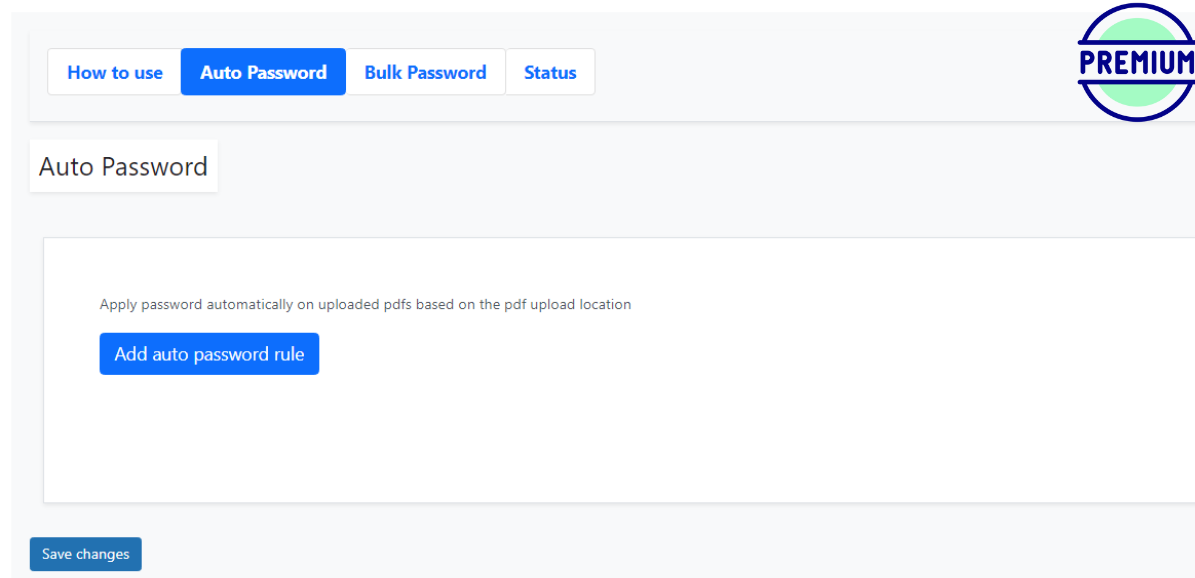 How to use
Auto Password
Bulk Password
Status
PREMIUM
Auto Password
Apply password automatically on uploaded pdfs based on the pdf upload location
Add auto password rule
Save changes